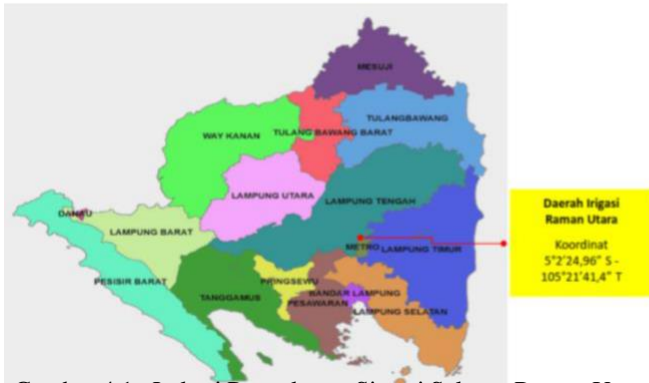 MESUJI
TULANGBAWANG
WAY KANAN
TULANG BAWANG BARAT
LAMPUNG UTARA
LAMPUNG TENGAH
DANAU
LAMPUNG BARAT
METRO
LAMPUNG TIMUR
PESISIR BARAT
PRINGSEWU
TANGGAMUS
BANDAR LAMPUNG
PESAWARAN
LAMPUNG SELATAN
Daerah Irigasi
Raman Utara
Koordinat
5°2'24,96" S -
105°21'41,4" T